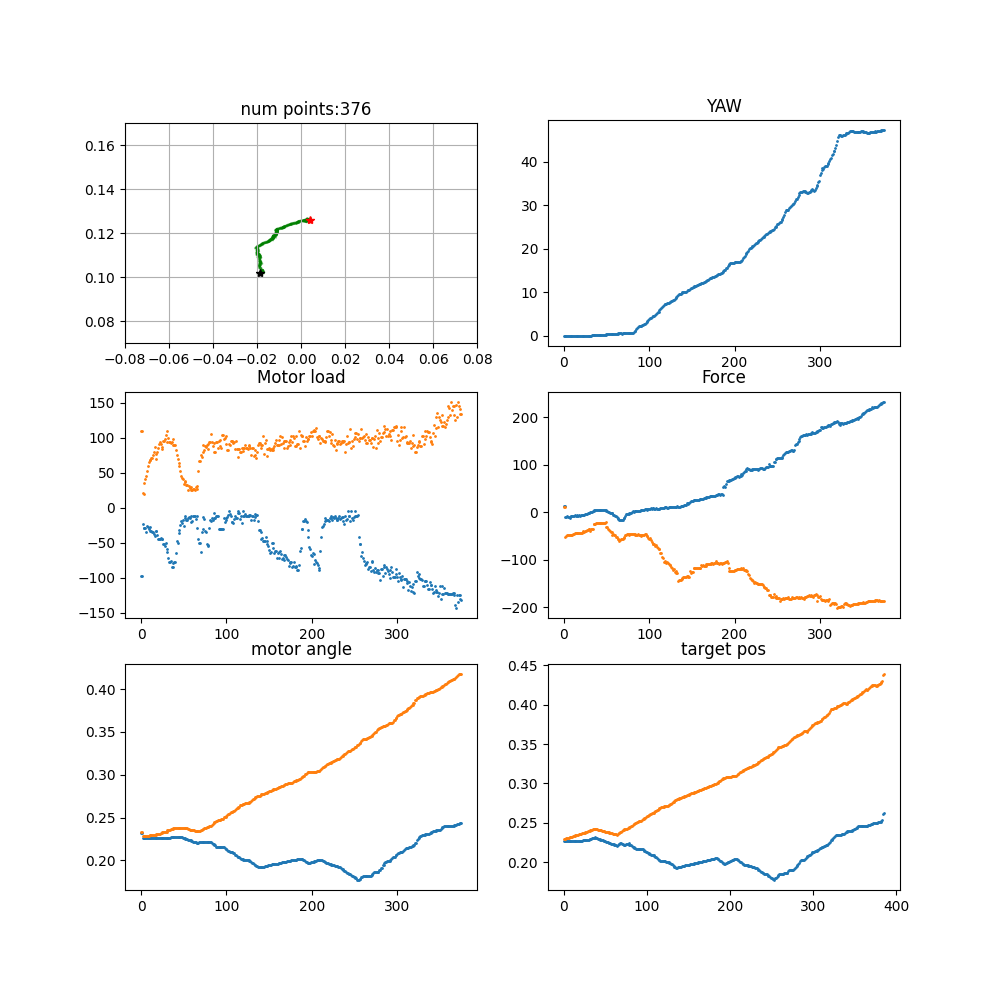 num points:376
YAW
0.16
0.14
0.12
0.10
0.08
−0.08 −0.06 −0.04 −0.02 0.00 0.02 0.04 0.06 0.08
40
30
20
10
0
0 100 200 300
Motor load
Force
150
100
50
0
−50
−100
−150
0 100 200 300
200
100
0
−100
−200
0 100 200 300
motor angle
target pos
0.40
0.35
0.30
0.25
0.20
0 100 200 300
0.45
0.40
0.35
0.30
0.25
0.20
0 100 200 300 400